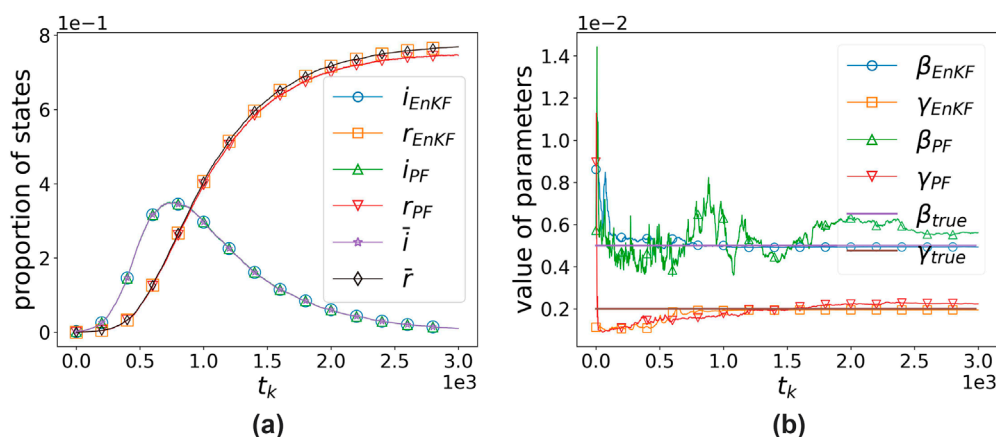 1e−1
8
6
4
2
0
proportion of states
0.0 0.5 1.0 1.5 2.0 2.5 3.0
1e3
t_k
i_EnKF
r_EnKF
i_PF
r_PF
i̅
r̅
(a)
1e−2
1.4
1.2
1.0
0.8
0.6
0.4
0.2
value of parameters
0.0 0.5 1.0 1.5 2.0 2.5 3.0
1e3
t_k
β_EnKF
γ_EnKF
β_PF
γ_PF
β_true
γ_true
(b)